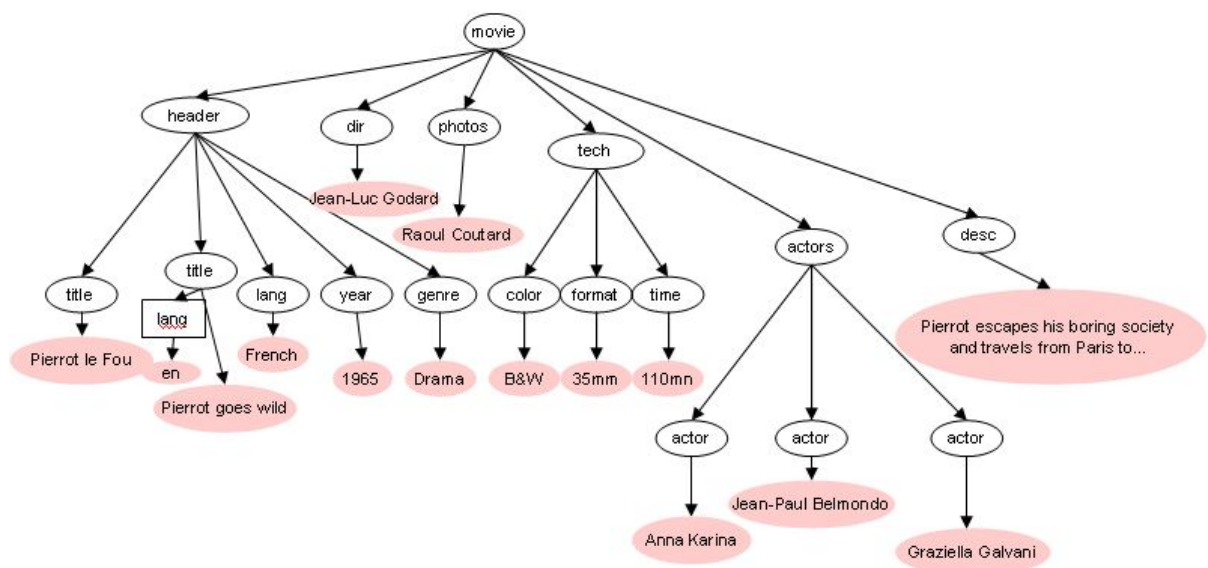 movie
header
dir
photos
tech
Jean-Luc Godard
Raoul Coutard
actors
desc
title
title
lang
year
genre
color
format
time
lang
Pierrot le Fou
en
French
Pierrot goes wild
1965
Drama
B&W
35mm
110mn
Pierrot escapes his boring society
and travels from Paris to...
actor
actor
actor
Jean-Paul Belmondo
Anna Karina
Graziella Galvani